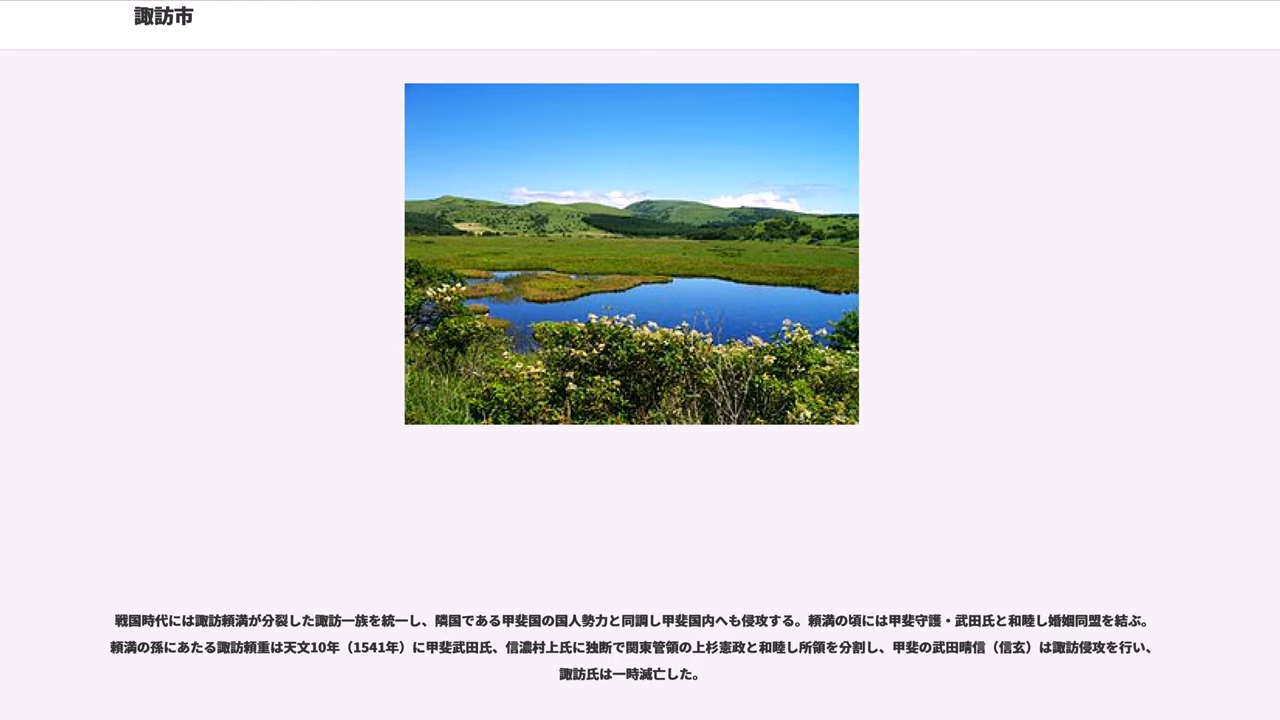 諏訪市
戦国時代には諏訪頼満が分裂した諏訪一族を統一し、隣国である甲斐国の国人勢力と同調し甲斐国内へも侵攻する。頼満の頃には甲斐守護・武田氏と和睦し婚姻同盟を結ぶ。
頼満の孫にあたる諏訪頼重は天文10年（1541年）に甲斐武田氏、信濃村上氏に独断で関東管領の上杉憲政と和睦し所領を分割し、甲斐の武田晴信（信玄）は諏訪侵攻を行い、
諏訪氏は一時滅亡した。